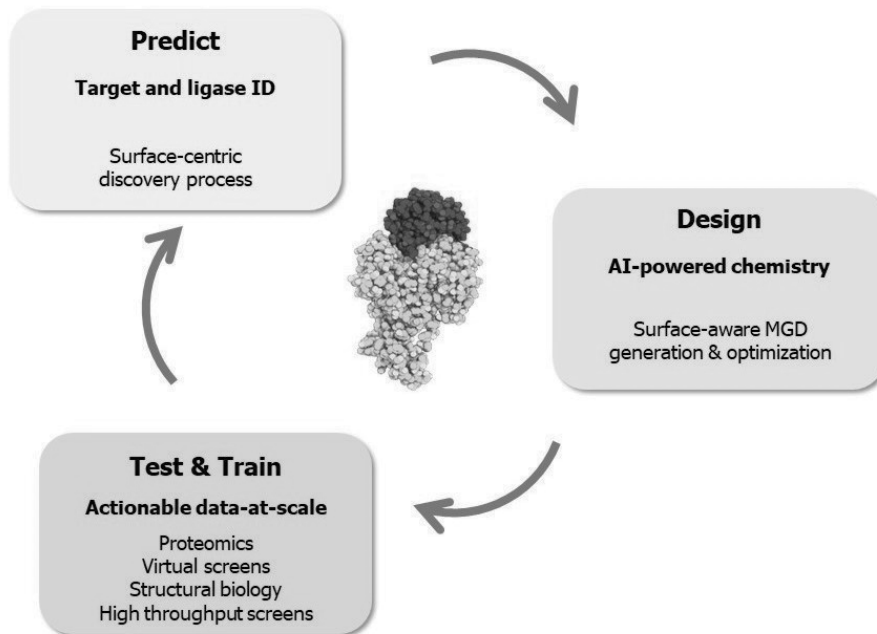 Predict
Target and ligase ID
Surface-centric
discovery process
Design
AI-powered chemistry
Surface-aware MGD
generation & optimization
Test & Train
Actionable data-at-scale
Proteomics
Virtual screens
Structural biology
High throughput screens